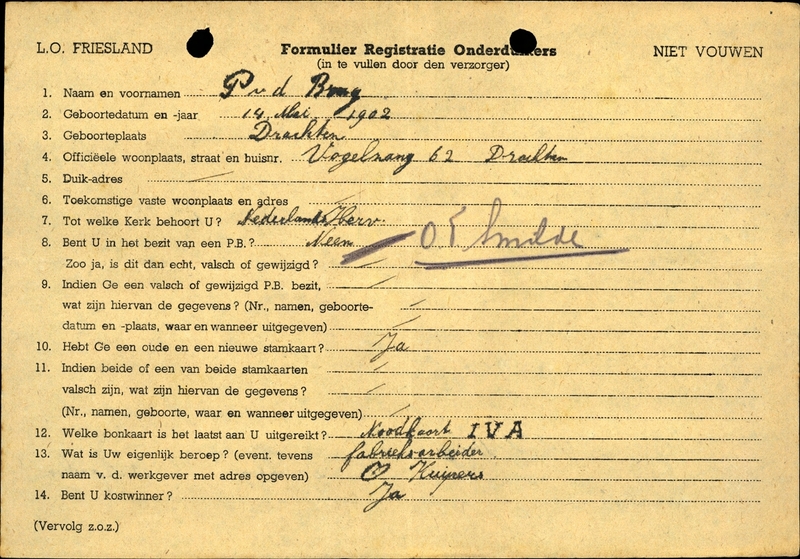 L.O. FRIESLAND Formulier Registratie Onderduikers NIET VOUWEN
(in te vullen door den verzorger)
1. Naam en voornamen P v d Brug
2. Geboortedatum en -jaar 14 Mei 1902
3. Geboorteplaats Drachten
4. Officiëele woonplaats, straat en huisnr. Vogelzang 62 Drachten
5. Duik-adres
6. Toekomstige vaste woonplaats en adres
7. Tot welke Kerk behoort U? Nederlands Herv.
8. Bent U in het bezit van een P.B.? Neen Smilde
Zoo ja, is dit dan echt, valsch of gewijzigd?
9. Indien Ge een valsch of gewijzigd P.B. bezit,
wat zijn hiervan de gegevens? (Nr., namen, geboorte-
datum en -plaats, waar en wanneer uitgegeven)
10. Hebt Ge een oude en een nieuwe stamkaart? Ja
11. Indien beide of een van beide stamkaarten
valsch zijn, wat zijn hiervan de gegevens?
(Nr., namen, geboorte, waar en wanneer uitgegeven)
12. Welke bonkaart is het laatst aan U uitgereikt? Noodkaart IVA
13. Wat is Uw eigenlijk beroep? (event. tevens fabrieksarbeider
naam v. d. werkgever met adres opgeven) O Kuipers
14. Bent U kostwinner? Ja
(Vervolg z.o.z.)